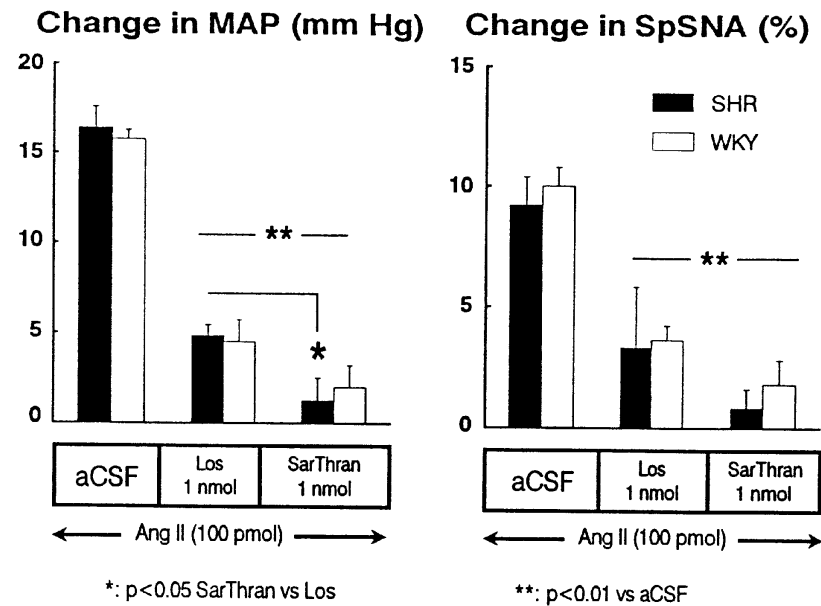 Change in MAP (mm Hg)
20
15
10
5
0
**
*
aCSF
Los
1 nmol
SarThran
1 nmol
Ang II (100 pmol)
*: p<0.05 SarThran vs Los
Change in SpSNA (%)
15
10
5
0
SHR
WKY
**
aCSF
Los
1 nmol
SarThran
1 nmol
Ang II (100 pmol)
**: p<0.01 vs aCSF